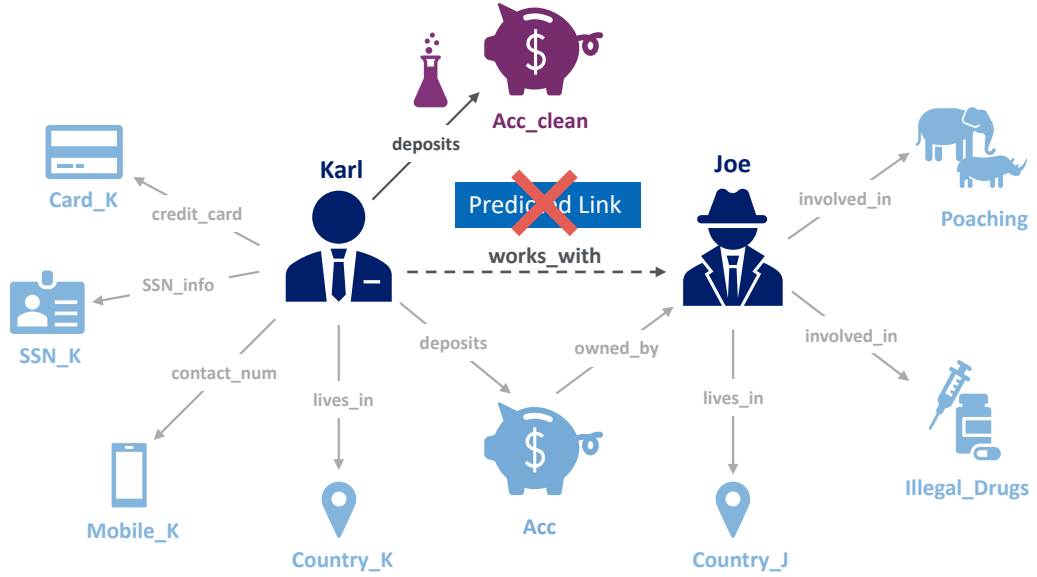 $
Acc_clean
deposits
Karl
Joe
Card_K
credit_card
Predicted Link
involved_in
Poaching
works_with
SSN_info
SSN_K
contact_num
deposits
owned_by
involved_in
lives_in
lives_in
$
Mobile_K
Illegal_Drugs
Acc
Country_K
Country_J